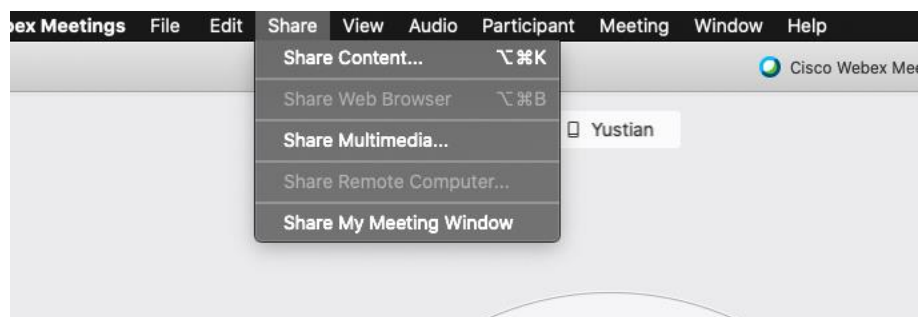 ex Meetings File Edit Share View Audio Participant Meeting Window Help
Share Content... ⌥⌘K
Cisco Webex Mee
Share Web Browser ⌥⌘B
Yustian
Share Multimedia...
Share Remote Computer...
Share My Meeting Window